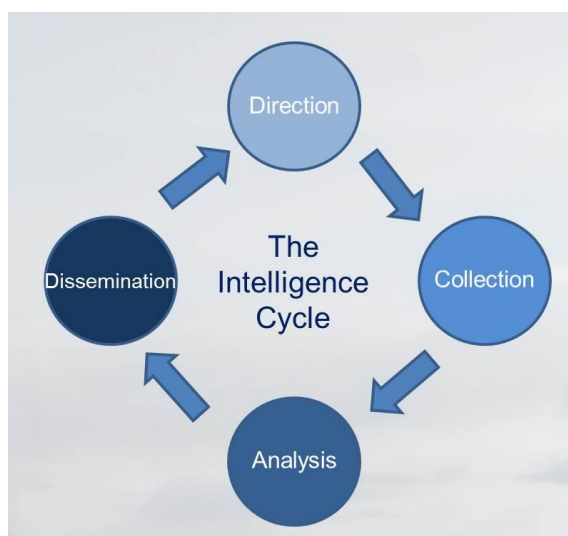 Direction
Dissemination
The
Intelligence
Cycle
Collection
Analysis